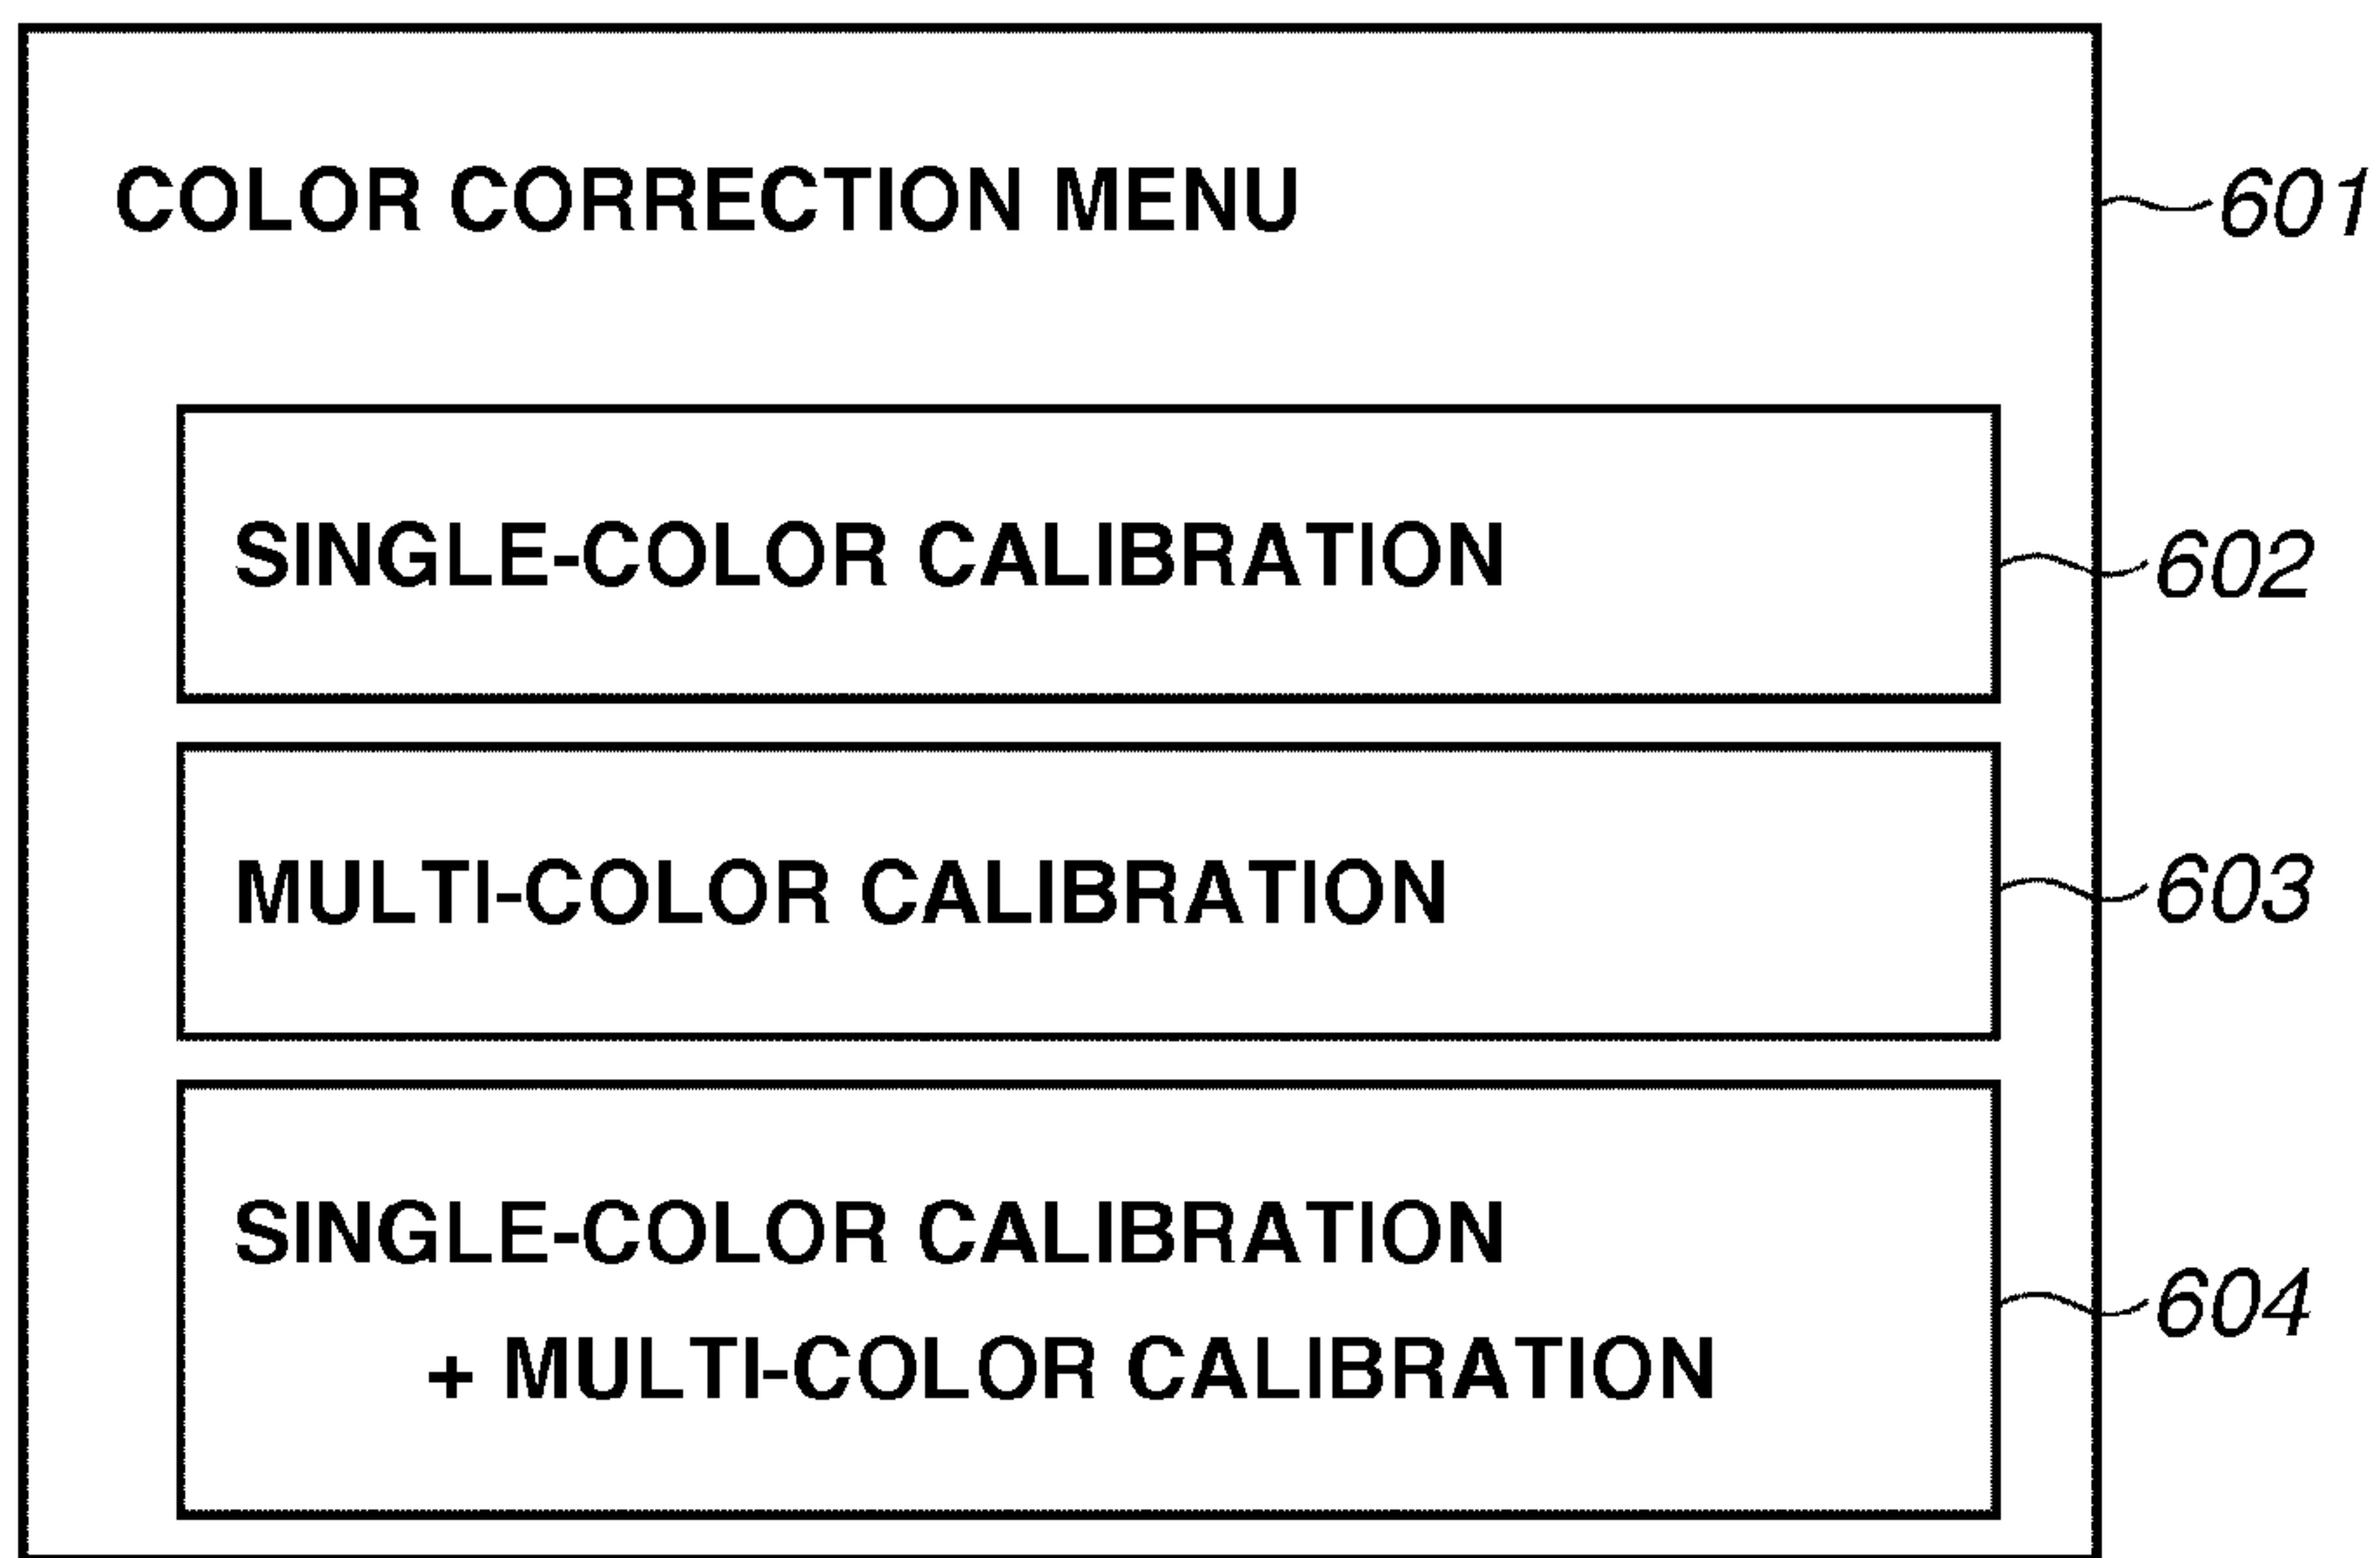 COLOR CORRECTION MENU
601
SINGLE-COLOR CALIBRATION
602
MULTI-COLOR CALIBRATION
603
SINGLE-COLOR CALIBRATION
+ MULTI-COLOR CALIBRATION
604